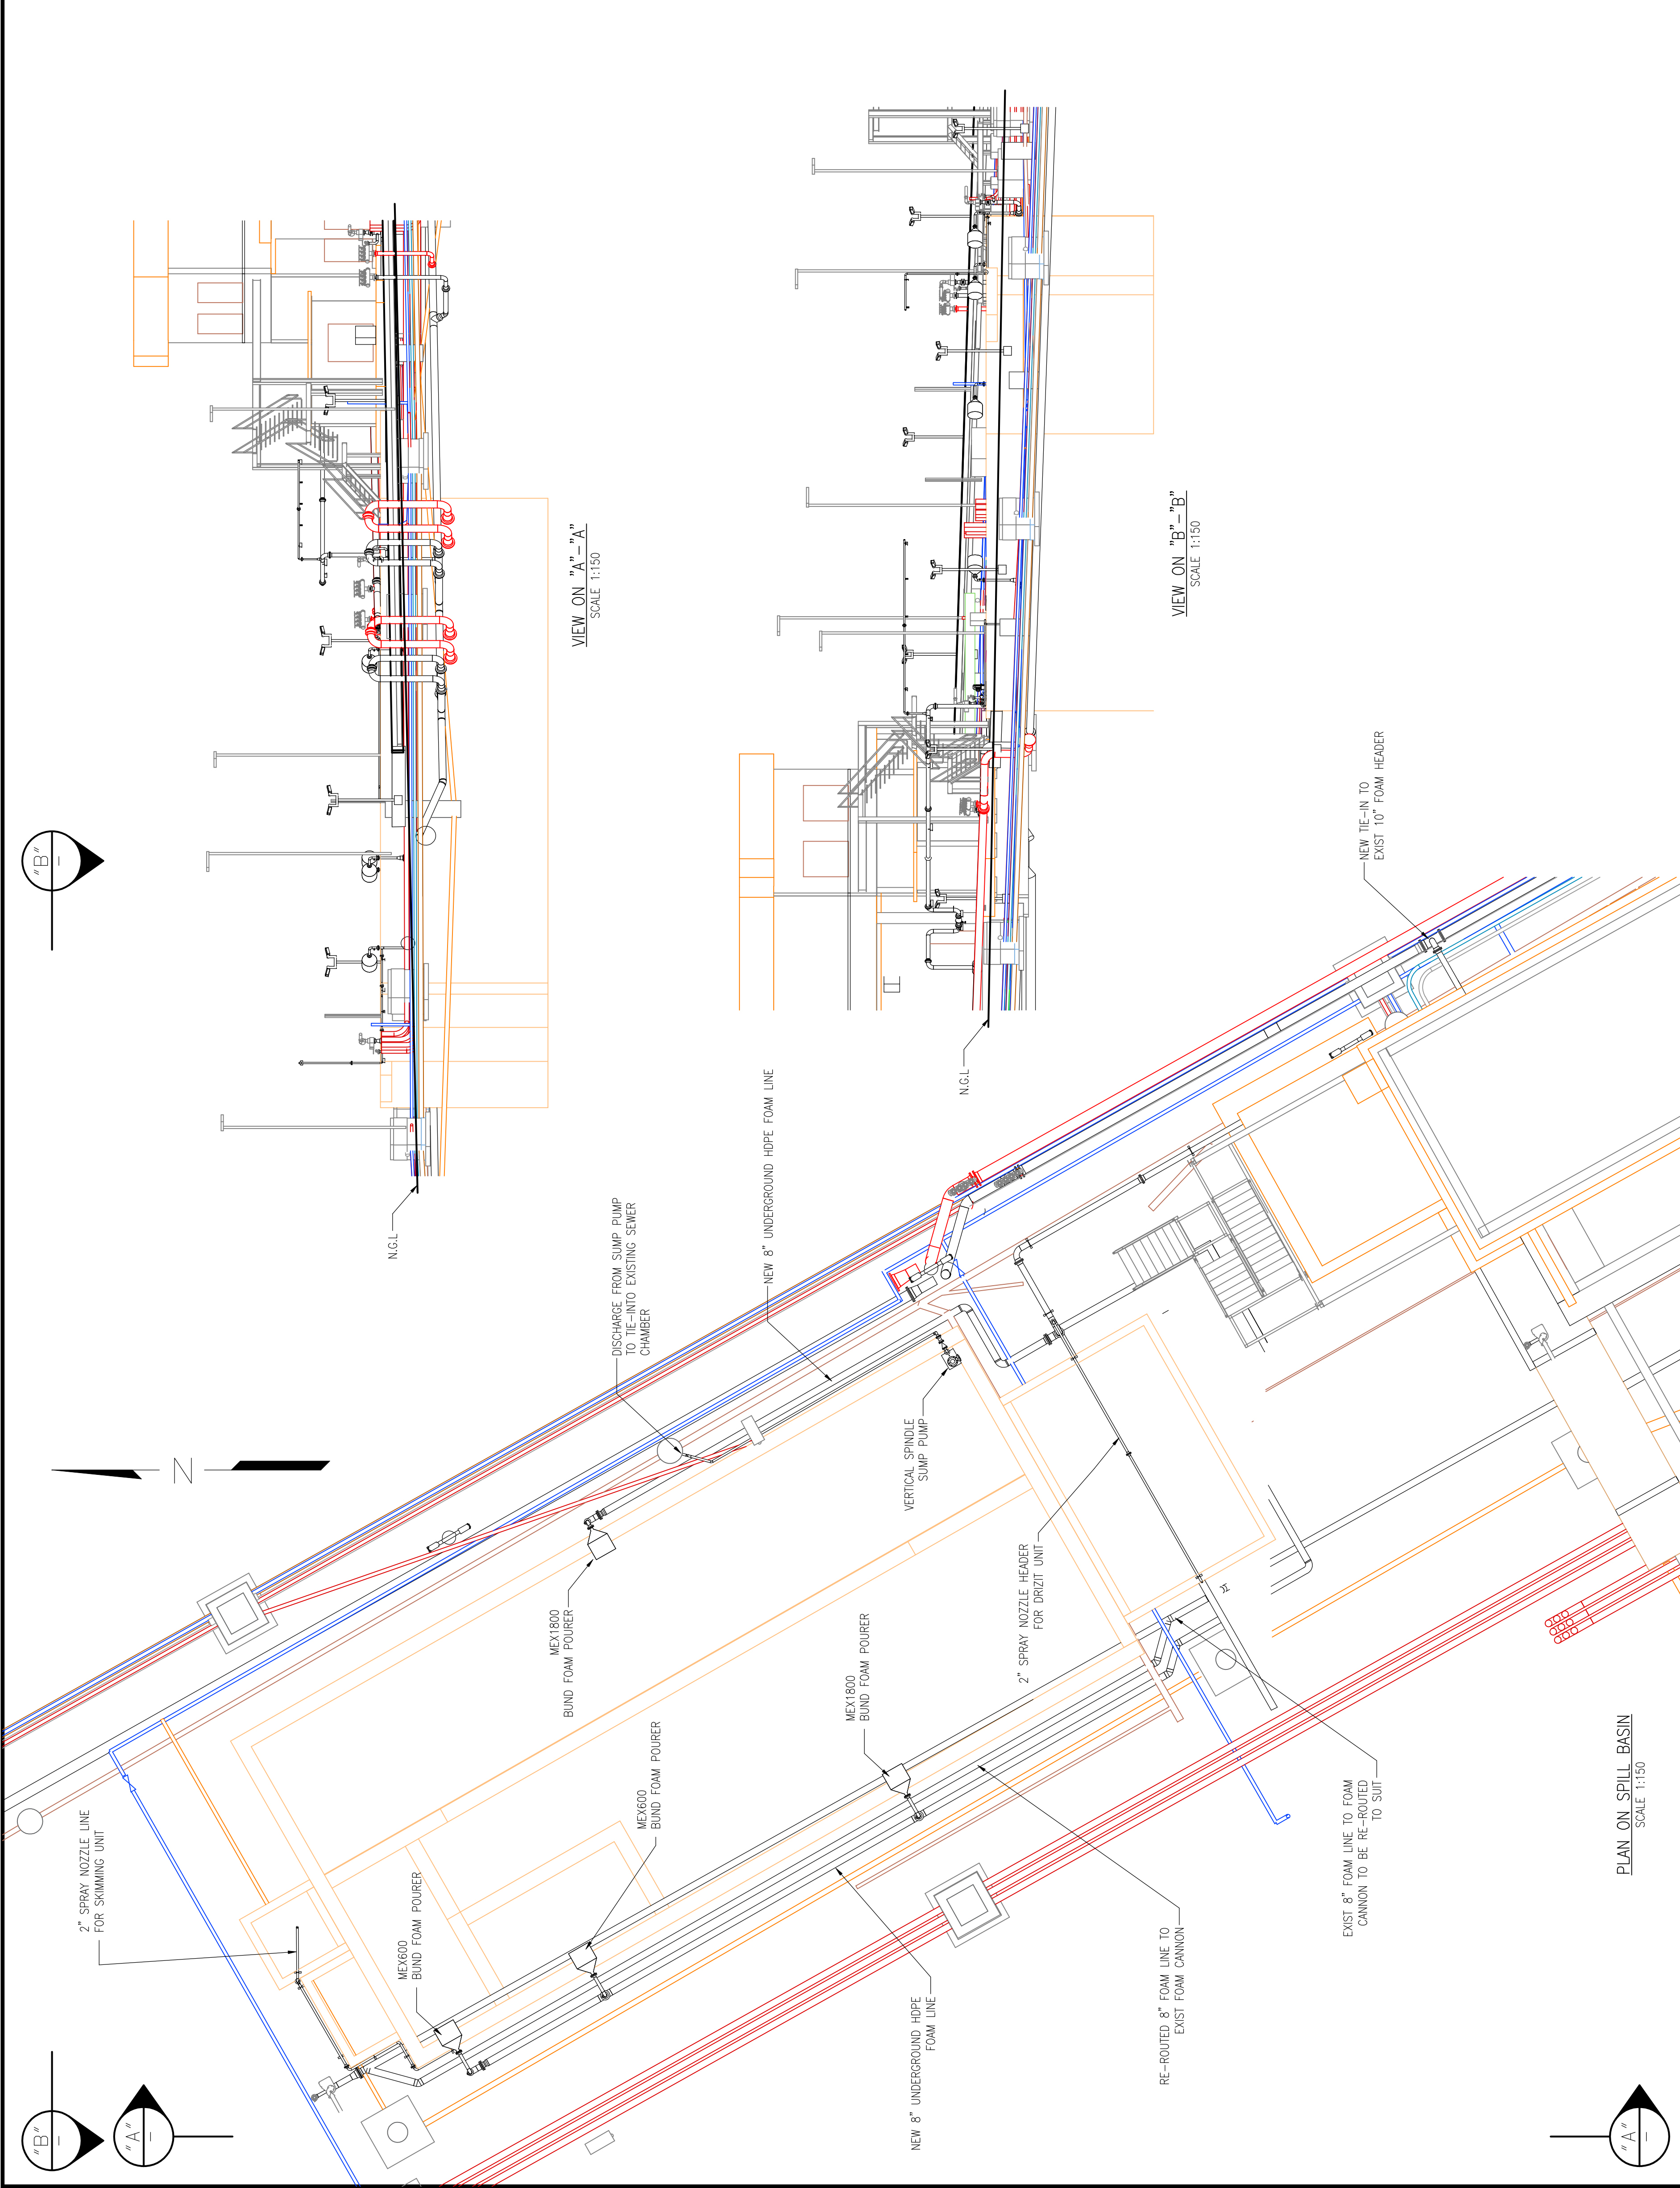 "B"
–
N.G.L
VIEW ON "A" – "A"
SCALE 1:150
N.G.L
VIEW ON "B" – "B"
SCALE 1:150
N
DISCHARGE FROM SUMP PUMP
TO TIE–INTO EXISTING SEWER
CHAMBER
NEW 8" UNDERGROUND HDPE FOAM LINE
NEW TIE–IN TO
EXIST 10" FOAM HEADER
2" SPRAY NOZZLE LINE
FOR SKIMMING UNIT
MEX600
BUND FOAM POURER
MEX600
BUND FOAM POURER
MEX1800
BUND FOAM POURER
MEX1800
BUND FOAM POURER
VERTICAL SPINDLE
SUMP PUMP
2" SPRAY NOZZLE HEADER
FOR DRIZIT UNIT
NEW 8" UNDERGROUND HDPE
FOAM LINE
RE–ROUTED 8" FOAM LINE TO
EXIST FOAM CANNON
EXIST 8" FOAM LINE TO FOAM
CANNON TO BE RE–ROUTED
TO SUIT
PLAN ON SPILL BASIN
SCALE 1:150
"B"
–
"A"
–
"A"
–